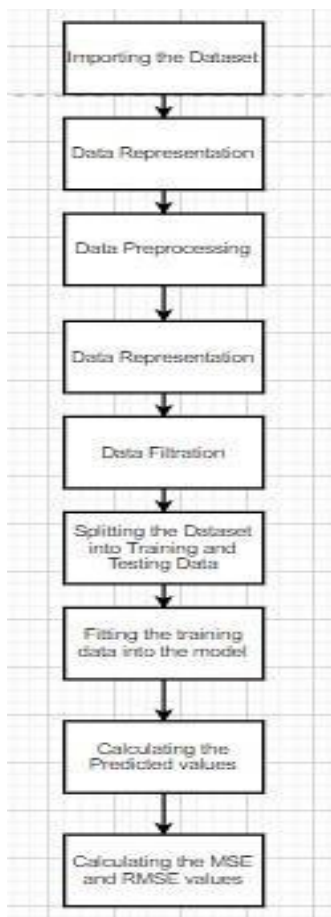 Importing the Dataset
Data Representation
Data Preprocessing
Data Representation
Data Filtration
Splitting the Dataset
into Training and
Testing Data
Fitting the training
data into the model
Calculating the
Predicted values
Calculating the MSE
and RMSE values